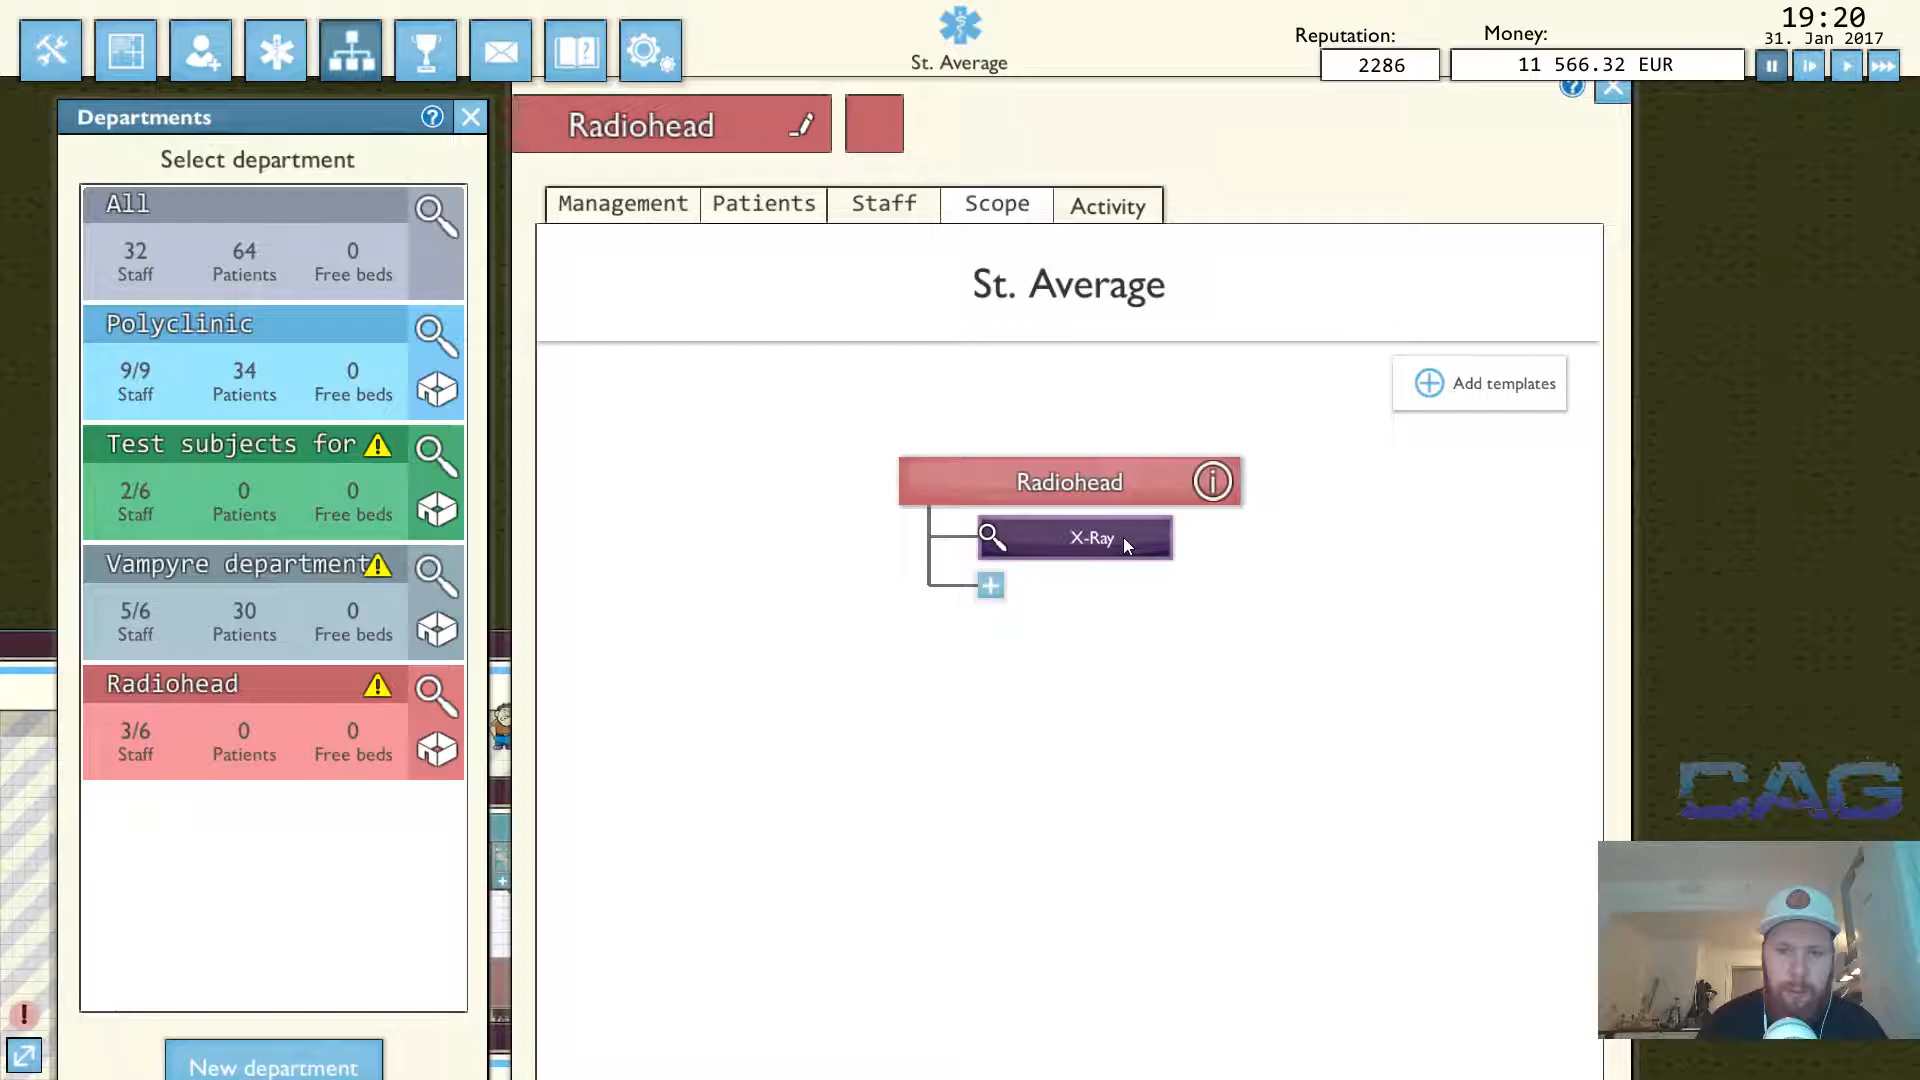 St. Average
Reputation:
2286
Money:
11 566.32 EUR
19:20
31. Jan 2017
Departments
Select department
All
32 64 0
Staff Patients Free beds
Polyclinic
9/9 34 0
Staff Patients Free beds
Test subjects for
2/6 0 0
Staff Patients Free beds
Vampyre department
5/6 30 0
Staff Patients Free beds
Radiohead
3/6 0 0
Staff Patients Free beds
New department
Radiohead
Management Patients Staff Scope Activity
St. Average
Add templates
Radiohead
X-Ray
CAG